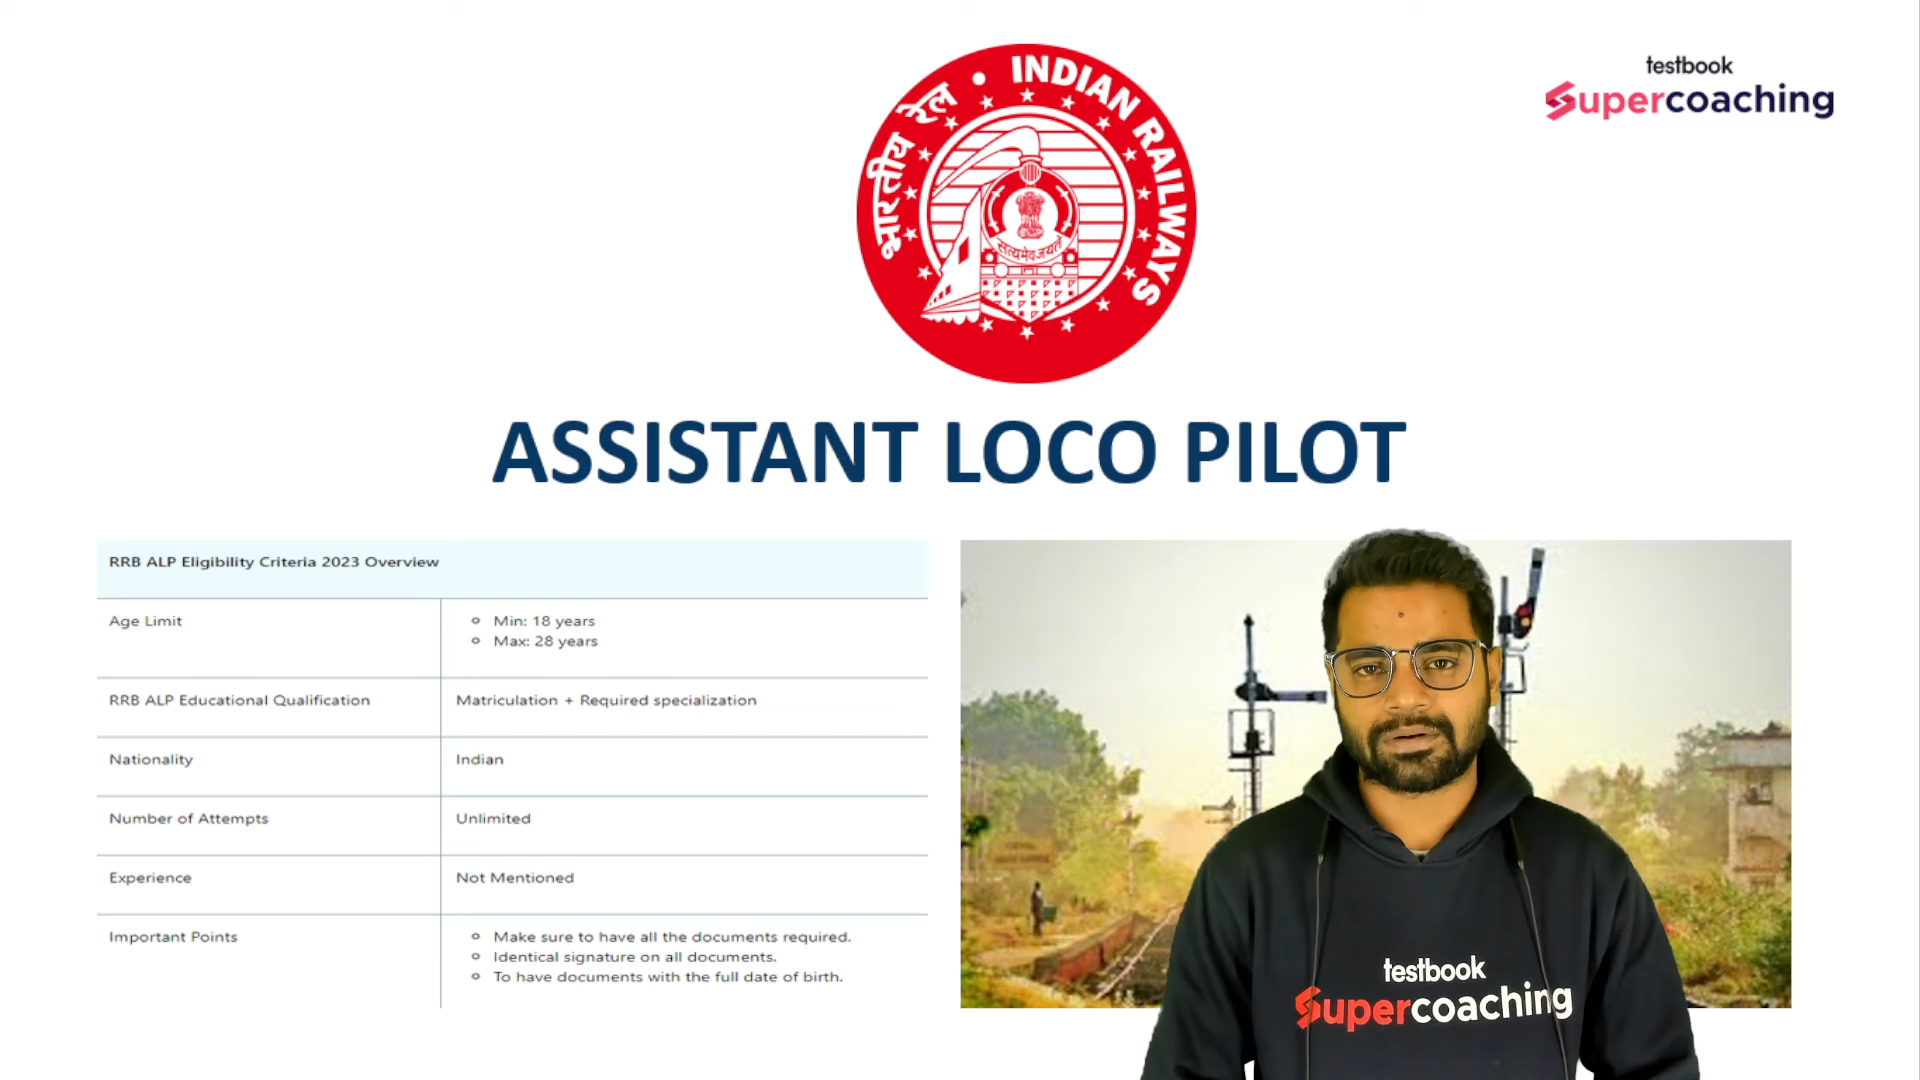 भारतीय रेल • INDIAN RAILWAYS
सत्यमेव जयते
testbook
Supercoaching
ASSISTANT LOCO PILOT
RRB ALP Eligibility Criteria 2023 Overview
Age Limit
Min: 18 years
Max: 28 years
RRB ALP Educational Qualification
Matriculation + Required specialization
Nationality
Indian
Number of Attempts
Unlimited
Experience
Not Mentioned
Important Points
Make sure to have all the documents required.
Identical signature on all documents.
To have documents with the full date of birth.
testbook
Supercoaching